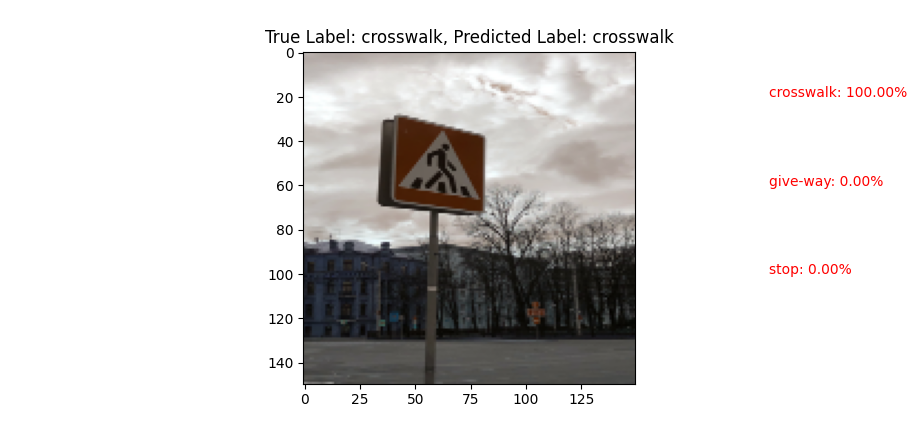 True Label: crosswalk, Predicted Label: crosswalk
0
20
40
60
80
100
120
140
0 25 50 75 100 125
crosswalk: 100.00%
give-way: 0.00%
stop: 0.00%